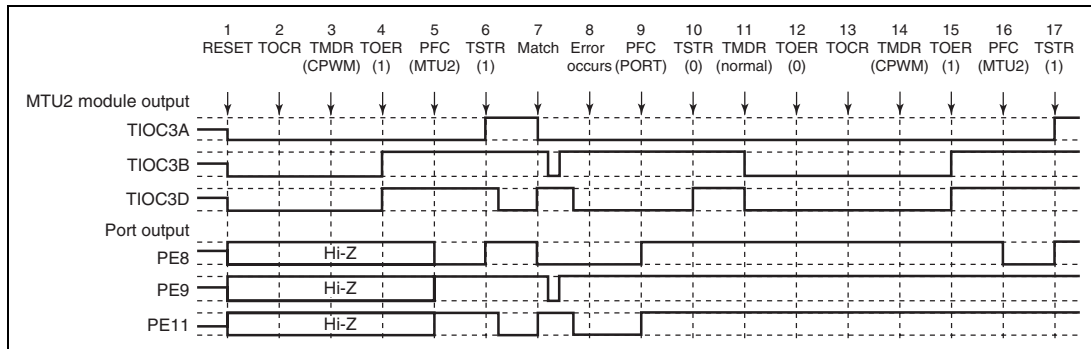 1 2 3 4 5 6 7 8 9 10 11 12 13 14 15 16 17
RESET TOCR TMDR TOER PFC TSTR Match Error PFC TSTR TMDR TOER TOCR TMDR TOER PFC TSTR
(CPWM) (1) (MTU2) (1) occurs (PORT) (0) (normal) (0) (CPWM) (1) (MTU2) (1)
MTU2 module output
TIOC3A
TIOC3B
TIOC3D
Port output
PE8 Hi-Z
PE9 Hi-Z
PE11 Hi-Z